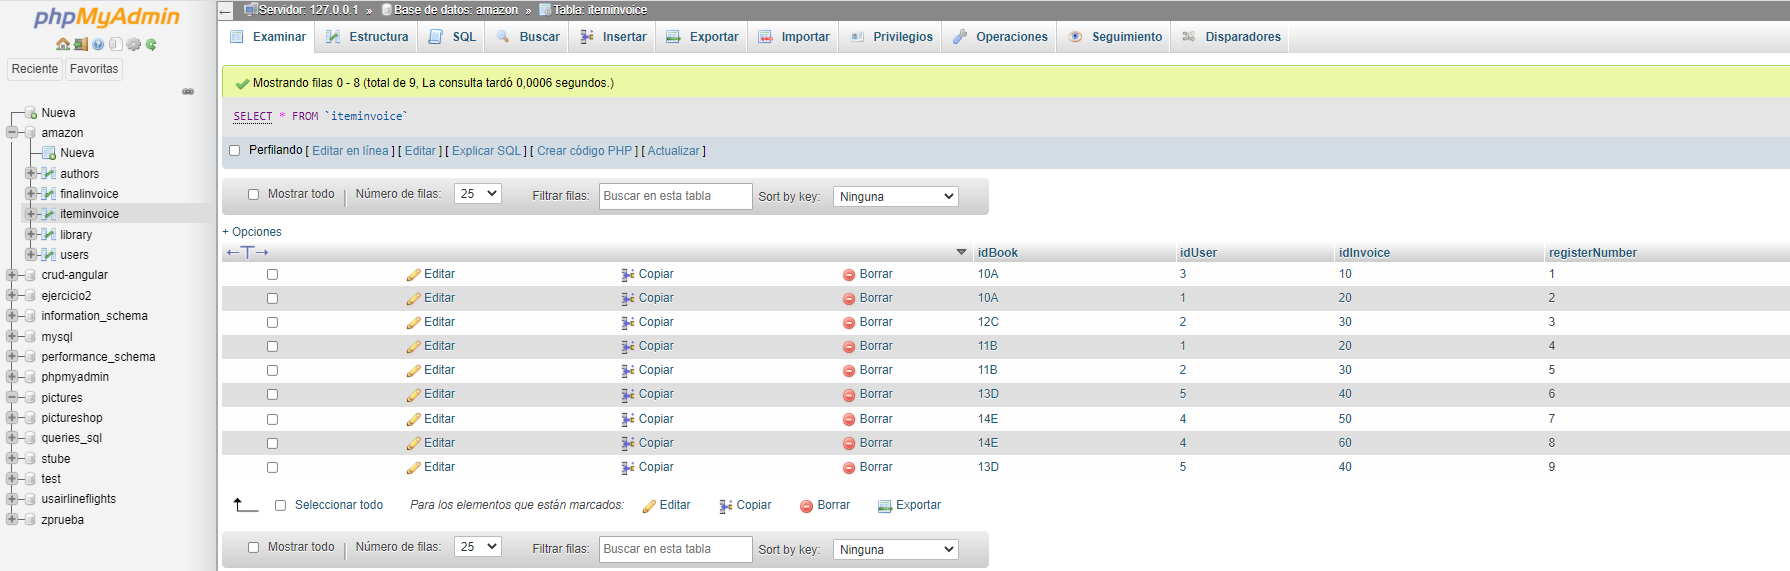 phpMyAdmin
Reciente Favoritas
Nueva
amazon
Nueva
authors
finalinvoice
iteminvoice
library
users
crud-angular
ejercicio2
information_schema
mysql
performance_schema
phpmyadmin
pictures
pictureshop
queries_sql
stube
test
usairlineflights
zprueba
Servidor: 127.0.0.1 » Base de datos: amazon » Tabla: iteminvoice
Examinar Estructura SQL Buscar Insertar Exportar Importar Privilegios Operaciones Seguimiento Disparadores
Mostrando filas 0 - 8 (total de 9, La consulta tardó 0,0006 segundos.)
SELECT * FROM `iteminvoice`
Perfilando [ Editar en línea ] [ Editar ] [ Explicar SQL ] [ Crear código PHP ] [ Actualizar ]
Mostrar todo Número de filas: 25 Filtrar filas: Buscar en esta tabla Sort by key: Ninguna
+ Opciones
←T→ idBook idUser idInvoice registerNumber
Editar Copiar Borrar 10A 3 10 1
Editar Copiar Borrar 10A 1 20 2
Editar Copiar Borrar 12C 2 30 3
Editar Copiar Borrar 11B 1 20 4
Editar Copiar Borrar 11B 2 30 5
Editar Copiar Borrar 13D 5 40 6
Editar Copiar Borrar 14E 4 50 7
Editar Copiar Borrar 14E 4 60 8
Editar Copiar Borrar 13D 5 40 9
Seleccionar todo Para los elementos que están marcados: Editar Copiar Borrar Exportar
Mostrar todo Número de filas: 25 Filtrar filas: Buscar en esta tabla Sort by key: Ninguna